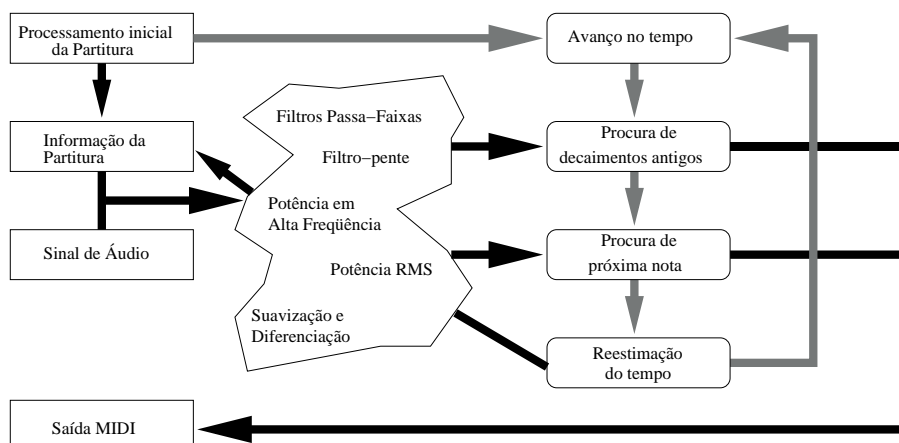 Processamento inicial
da Partitura
Avanço no tempo
Informação da
Partitura
Filtros Passa−Faixas
Filtro−pente
Potência em
Alta Freqüência
Potência RMS
Suavização e
Diferenciação
Procura de
decaimentos antigos
Sinal de Áudio
Procura de
próxima nota
Reestimação
do tempo
Saída MIDI